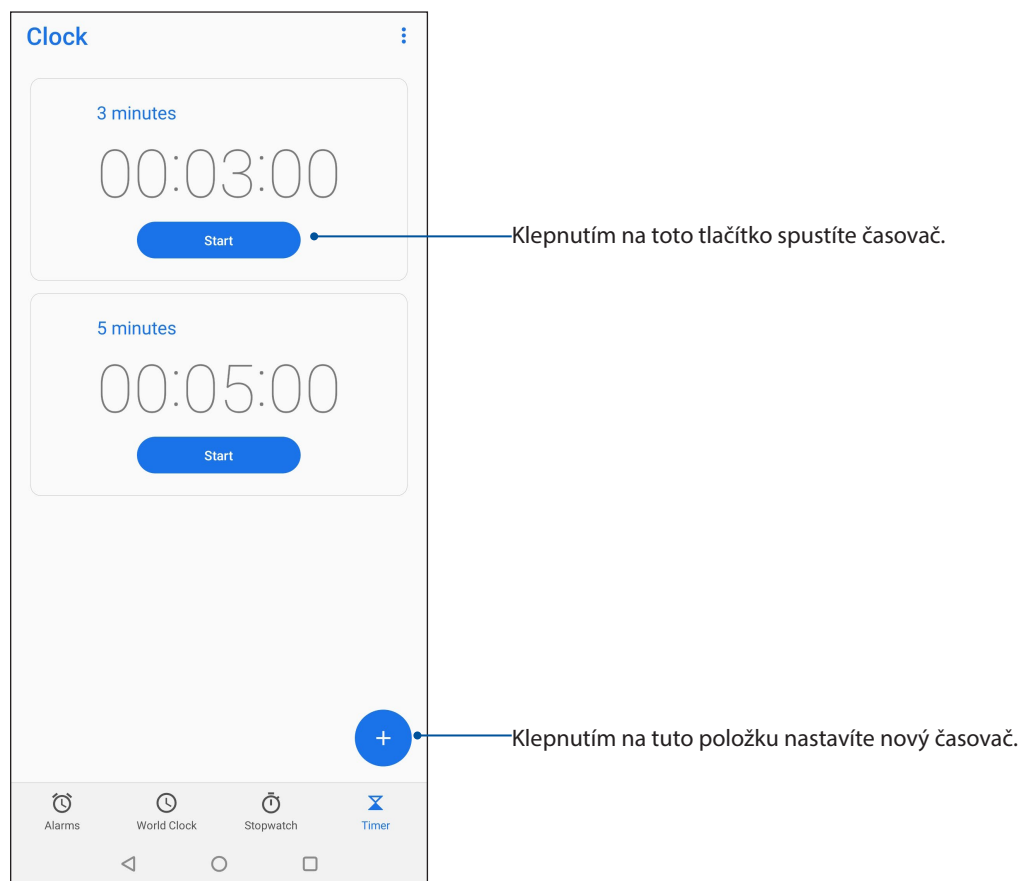 Clock
3 minutes
00:03:00
Start
Klepnutím na toto tlačítko spustíte časovač.
5 minutes
00:05:00
Start
+
Klepnutím na tuto položku nastavíte nový časovač.
Alarms
World Clock
Stopwatch
Timer